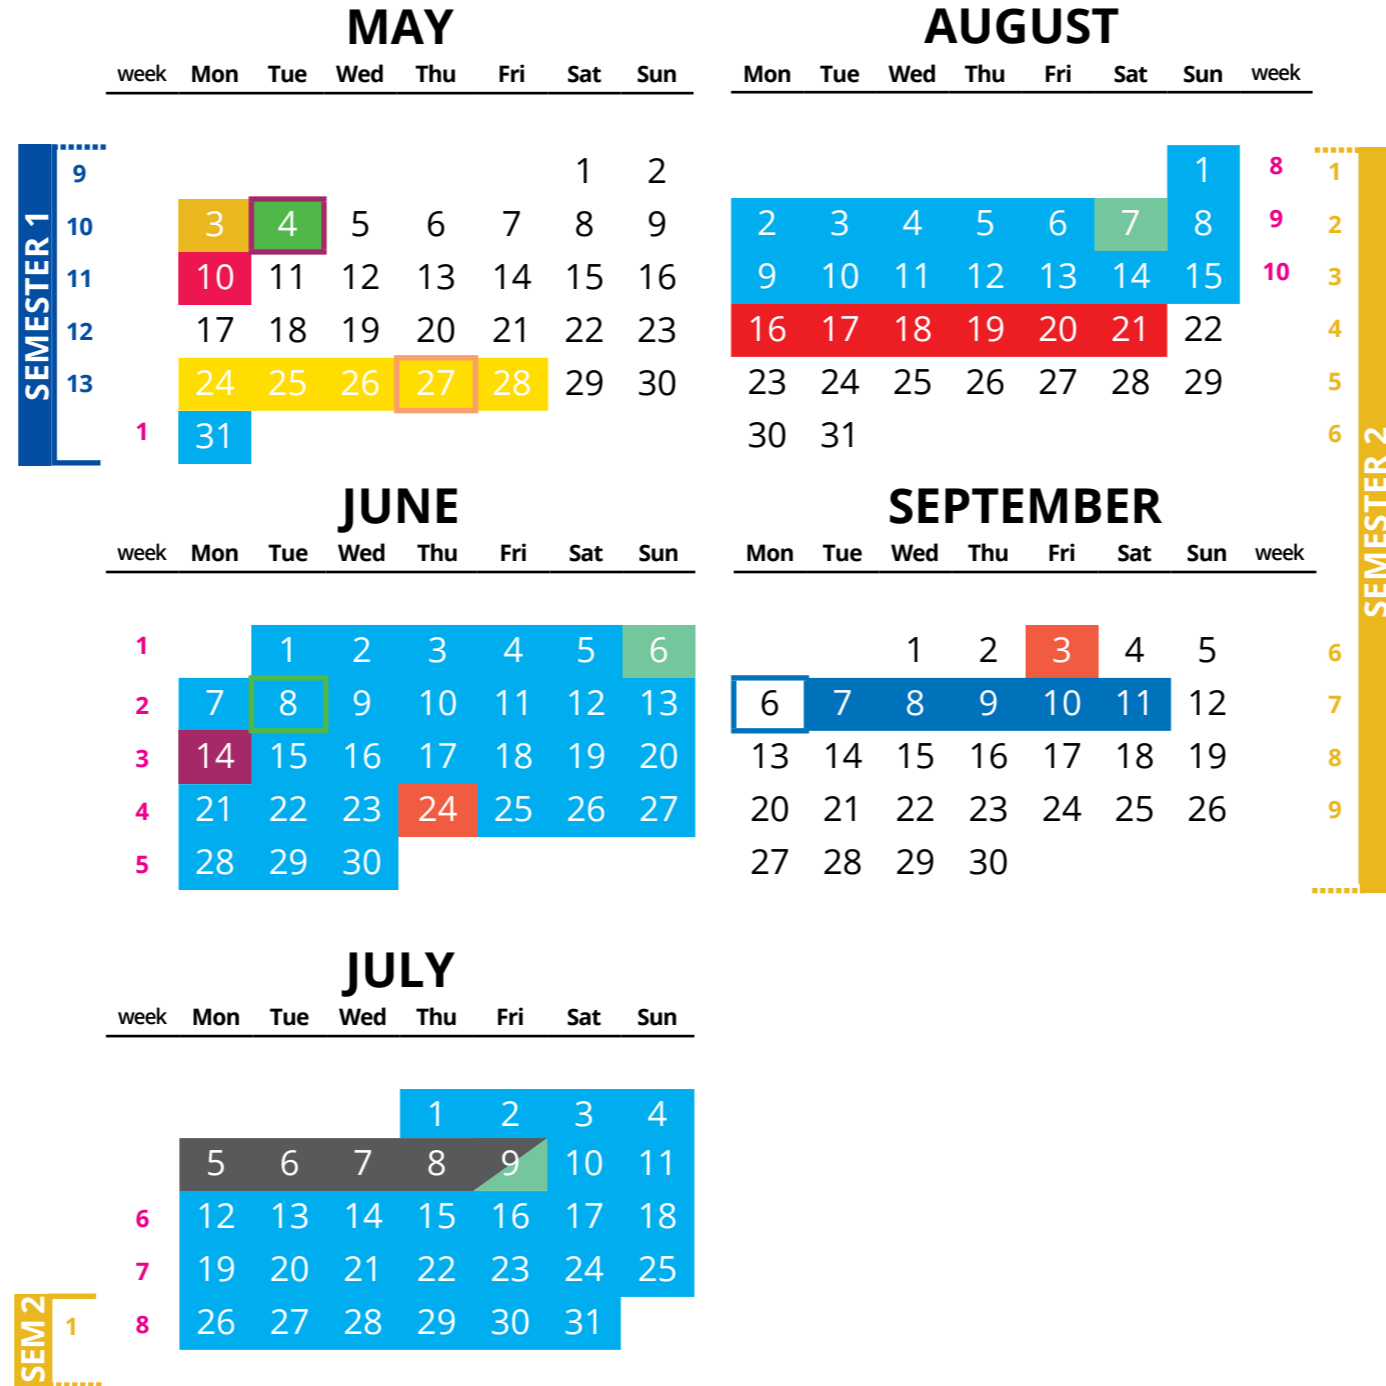 MAY
week Mon Tue Wed Thu Fri Sat Sun
SEMESTER 1
9 1 2
10 3 4 5 6 7 8 9
11 10 11 12 13 14 15 16
12 17 18 19 20 21 22 23
13 24 25 26 27 28 29 30
1 31
JUNE
week Mon Tue Wed Thu Fri Sat Sun
1 1 2 3 4 5 6
2 7 8 9 10 11 12 13
3 14 15 16 17 18 19 20
4 21 22 23 24 25 26 27
5 28 29 30
JULY
week Mon Tue Wed Thu Fri Sat Sun
1 2 3 4
5 6 7 8 9 10 11
6 12 13 14 15 16 17 18
7 19 20 21 22 23 24 25
SEM 2
1 8 26 27 28 29 30 31
AUGUST
Mon Tue Wed Thu Fri Sat Sun week
1 8 1
2 3 4 5 6 7 8 9 2
9 10 11 12 13 14 15 10 3
16 17 18 19 20 21 22 4
23 24 25 26 27 28 29 5
30 31 6
SEMESTER 2
SEPTEMBER
Mon Tue Wed Thu Fri Sat Sun week
1 2 3 4 5 6
6 7 8 9 10 11 12 7
13 14 15 16 17 18 19 8
20 21 22 23 24 25 26 9
27 28 29 30